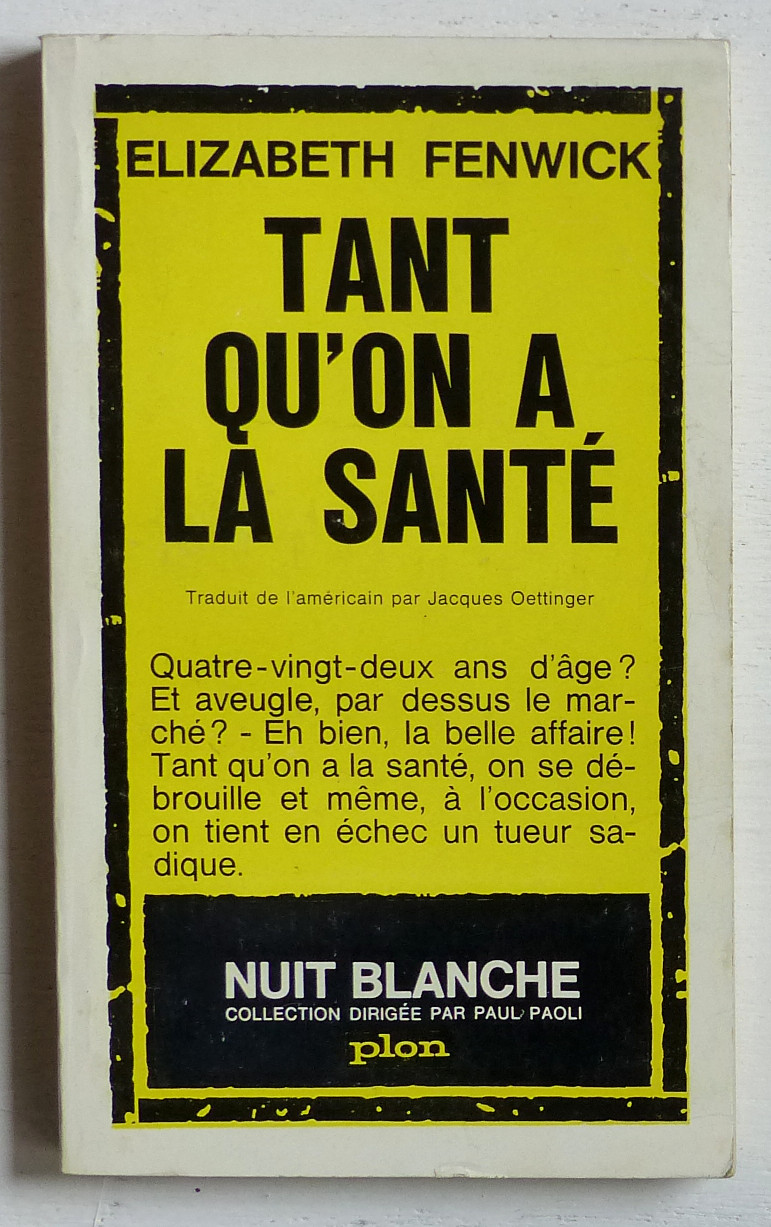 ELIZABETH FENWICK
TANT
QU'ON A
LA SANTÉ
Traduit de l'américain par Jacques Oettinger
Quatre-vingt-deux ans d'âge?
Et aveugle, par dessus le mar-
ché? - Eh bien, la belle affaire!
Tant qu'on a la santé, on se dé-
brouille et même, à l'occasion,
on tient en échec un tueur sa-
dique.
NUIT BLANCHE
COLLECTION DIRIGÉE PAR PAUL PAOLI
plon